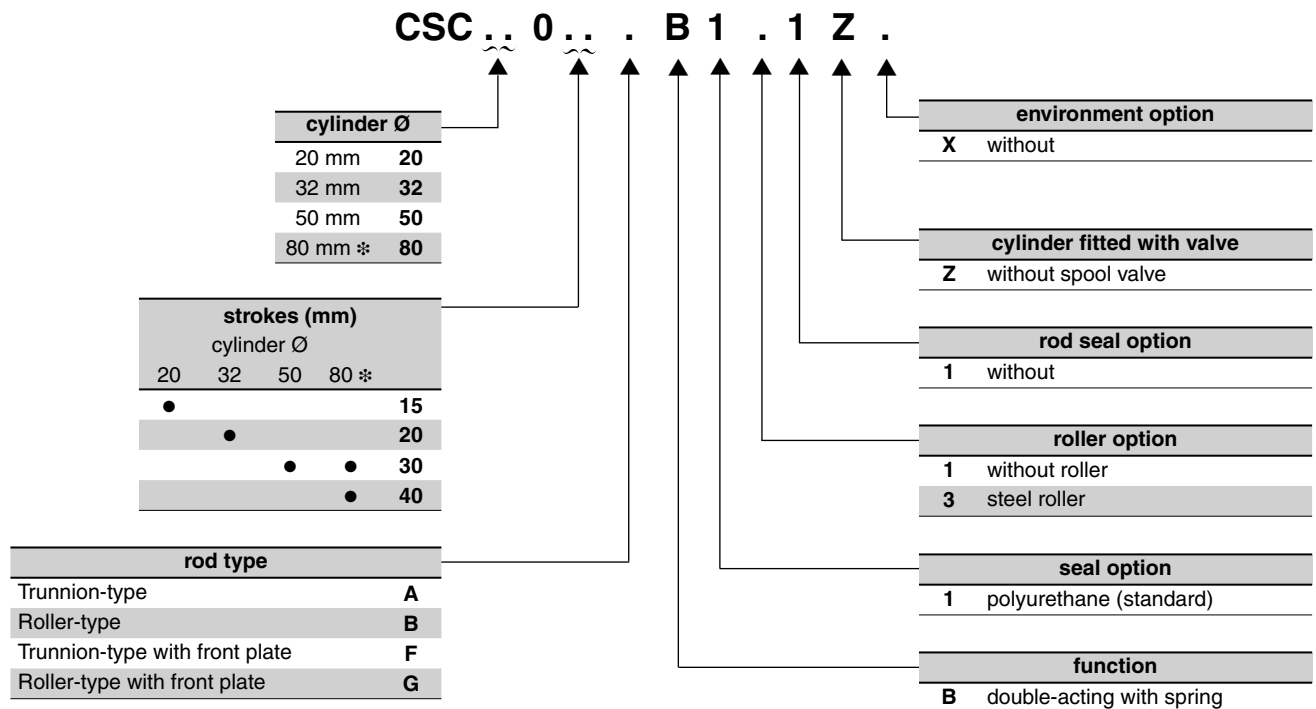 CSC . . 0 . . . B 1 . 1 Z .
cylinder Ø
20 mm 20
32 mm 32
50 mm 50
80 mm ✻ 80
strokes (mm)
cylinder Ø
20 32 50 80 ✻
● 15
● 20
● ● 30
● 40
rod type
Trunnion-type A
Roller-type B
Trunnion-type with front plate F
Roller-type with front plate G
environment option
X without
cylinder fitted with valve
Z without spool valve
rod seal option
1 without
roller option
1 without roller
3 steel roller
seal option
1 polyurethane (standard)
function
B double-acting with spring